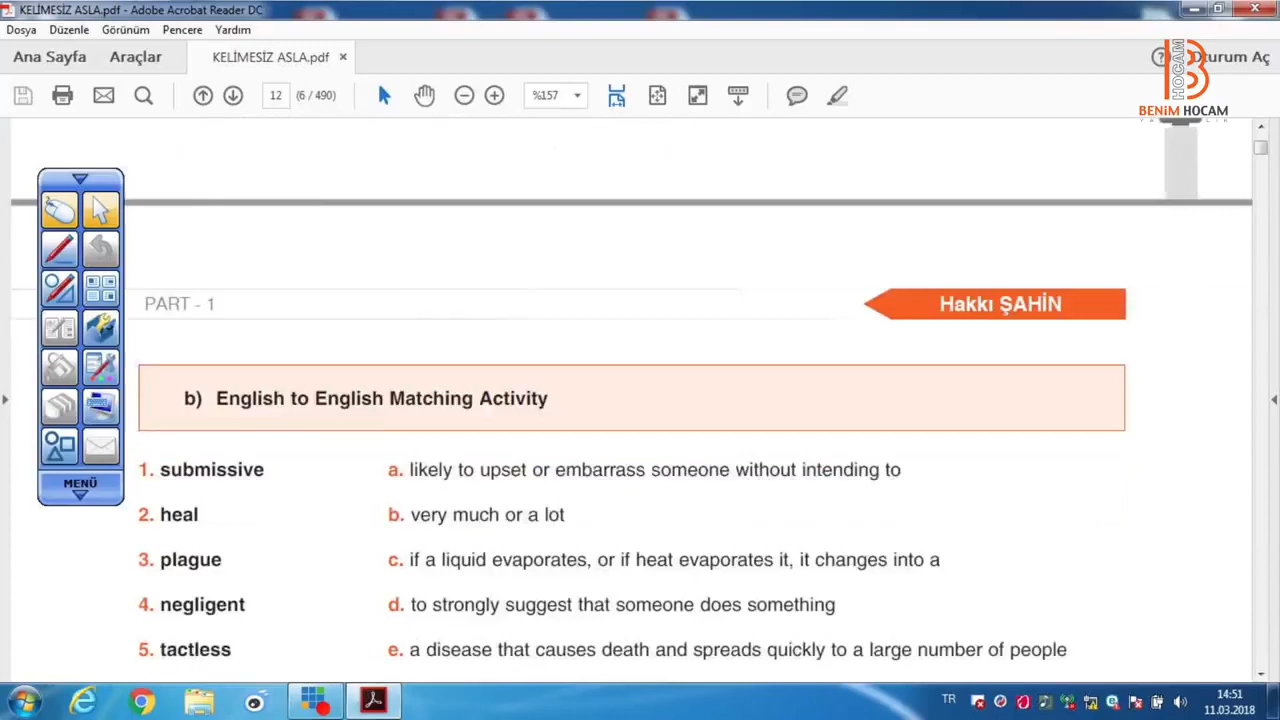 KELİMESİZ ASLA.pdf - Adobe Acrobat Reader DC
Dosya Düzenle Görünüm Pencere Yardım
Ana Sayfa Araçlar KELİMESİZ ASLA.pdf × ? Oturum Aç
12 (6 / 490) %157
B HOCAM
BENİM HOCAM
PART - 1
Hakkı ŞAHİN
b) English to English Matching Activity
1. submissive a. likely to upset or embarrass someone without intending to
2. heal b. very much or a lot
3. plague c. if a liquid evaporates, or if heat evaporates it, it changes into a
4. negligent d. to strongly suggest that someone does something
5. tactless e. a disease that causes death and spreads quickly to a large number of people
MENÜ
TR 14:51
11.03.2018